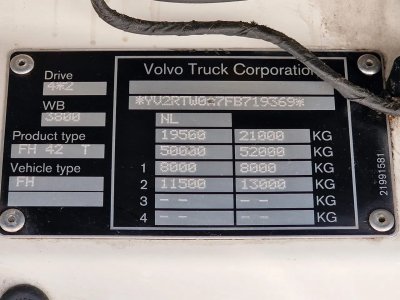 Drive
4*2
WB
3800
Product type
FH 42 T
Vehicle type
FH
Volvo Truck Corporation
NL
19500 21000 KG
50000 52000 KG
1 8000 8000 KG
2 11500 13000 KG
3 -- -- KG
4 -- -- KG
21991581